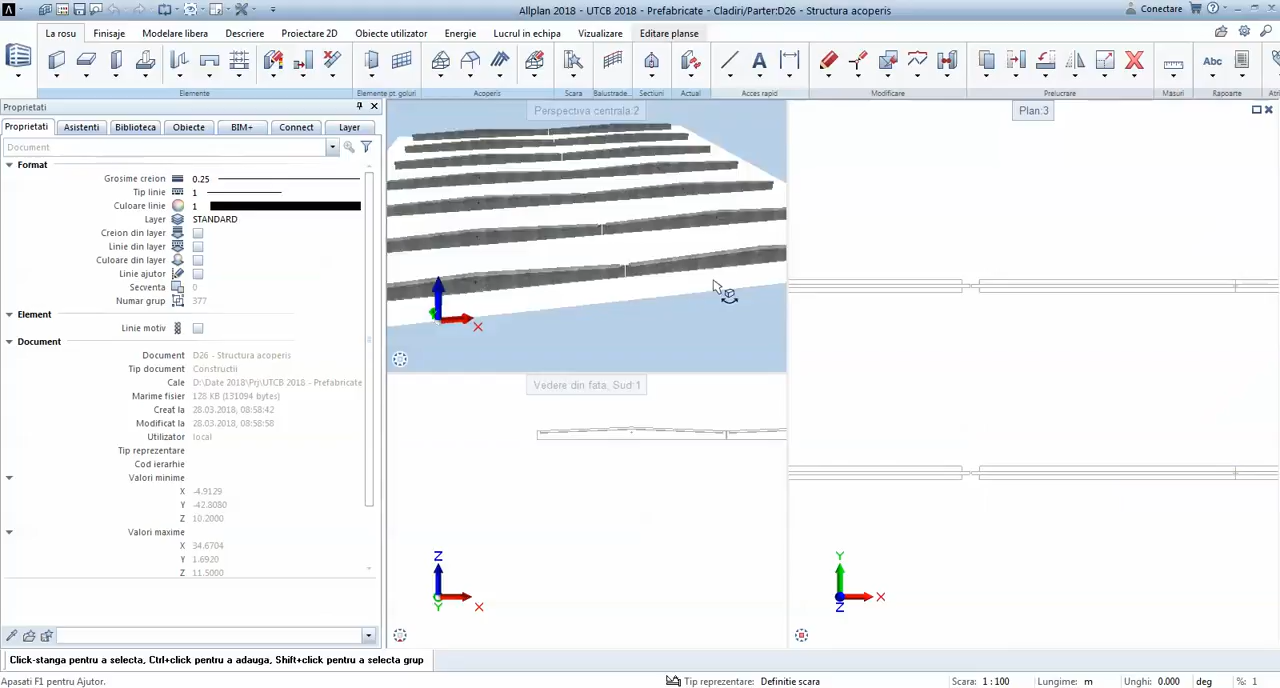 Allplan 2018 - UTCB 2018 - Prefabricate - Cladiri/Parter:D26 - Structura acoperis
Conectare
La rosu Finisaje Modelare libera Descriere Proiectare 2D Obiecte utilizator Energie Lucrul in echipa Vizualizare Editare planse
Abc
Elemente Elemente pt. goluri Acoperis Scara Balustrade... Sectiuni Actual Acces rapid Modificare Prelucrare Masuri Rapoarte Atri
Proprietati
Proprietati Asistenti Biblioteca Obiecte BIM+ Connect Layer
Document
Format
Grosime creion 0.25
Tip linie 1
Culoare linie 1
Layer STANDARD
Creion din layer
Linie din layer
Culoare din layer
Linie ajutor
Secventa 0
Numar grup 377
Element
Linie motiv
Document
Document D26 - Structura acoperis
Tip document Constructii
Cale D:\Date 2018\Prj\UTCB 2018 - Prefabricate
Marime fisier 128 KB (131094 bytes)
Creat la 28.03.2018, 08:58:42
Modificat la 28.03.2018, 08:58:58
Utilizator local
Tip reprezentare
Cod ierarhie
Valori minime
X -4.9129
Y -42.8080
Z 10.2000
Valori maxime
X 34.6704
Y 1.6920
Z 11.5000
Perspectiva centrala:2
X
Vedere din fata, Sud:1
Z
X
Y
Plan:3
Y
X
Z
Click-stanga pentru a selecta, Ctrl+click pentru a adauga, Shift+click pentru a selecta grup
Apasati F1 pentru Ajutor.
Tip reprezentare: Definitie scara
Scara: 1 : 100
Lungime: m
Unghi: 0.000 deg
%: 1